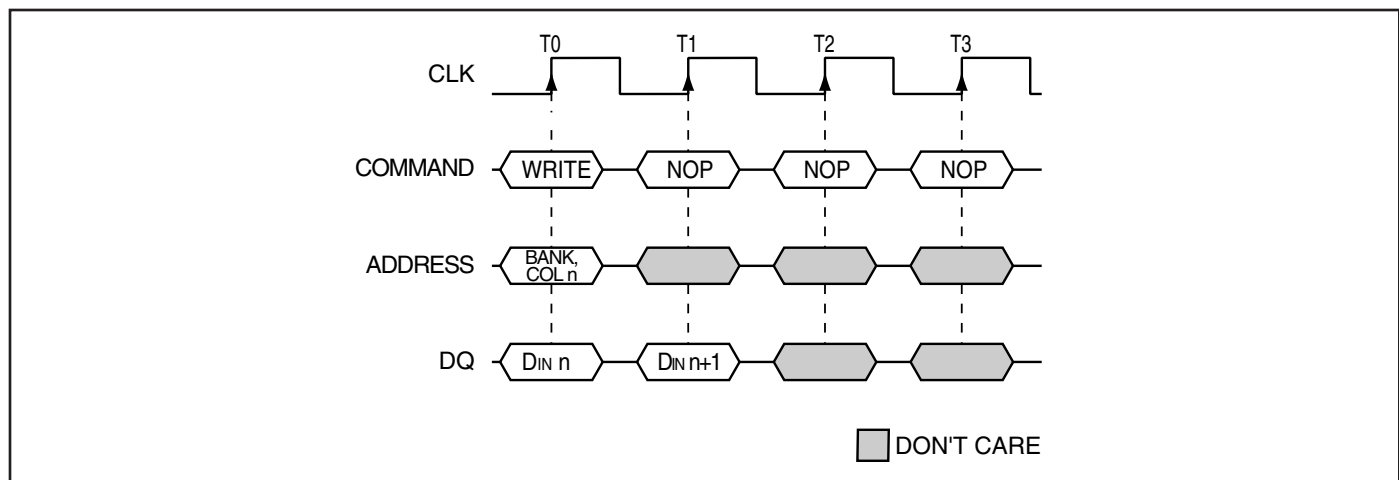 T0 T1 T2 T3
CLK
COMMAND WRITE NOP NOP NOP
ADDRESS BANK,
COL n
DQ DIN n DIN n+1
DON'T CARE